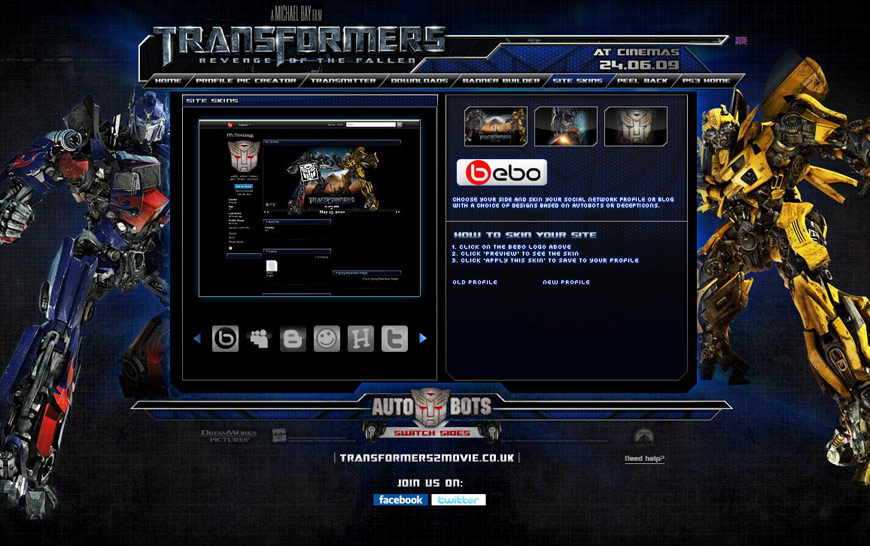 A MICHAEL BAY FILM
TRANSFORMERS
REVENGE OF THE FALLEN
AT CINEMAS
24.06.09
HOME PROFILE PIC CREATOR TRANSMITTER DOWNLOADS BANNER BUILDER SITE SKINS PEEL BACK PS3 HOME
SITE SKINS
TRANSFORMERS
bebo
CHOOSE YOUR SIDE AND SKIN YOUR SOCIAL NETWORK PROFILE OR BLOG
WITH A CHOICE OF DESIGNS BASED ON AUTOBOTS OR DECEPTICONS.
HOW TO SKIN YOUR SITE
1. CLICK ON THE BEBO LOGO ABOVE
2. CLICK 'PREVIEW' TO SEE THE SKIN
3. CLICK 'APPLY THIS SKIN' TO SAVE TO YOUR PROFILE
OLD PROFILE NEW PROFILE
AUTOBOTS
SWITCH SIDES
DREAMWORKS
PICTURES
TRANSFORMERS2MOVIE.CO.UK
Need help?
JOIN US ON:
facebook twitter